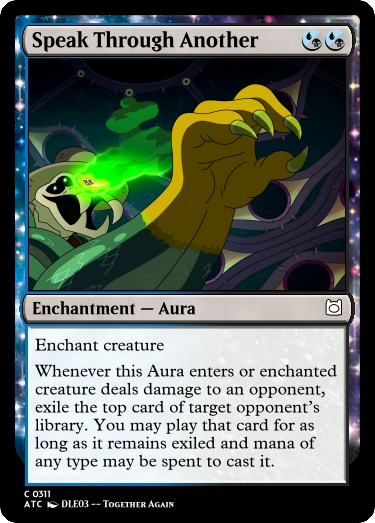 Speak Through Another
Enchantment — Aura
Enchant creature
Whenever this Aura enters or enchanted
creature deals damage to an opponent,
exile the top card of target opponent's
library. You may play that card for as
long as it remains exiled and mana of
any type may be spent to cast it.
C 0311
ATC DLE03 -- Together Again